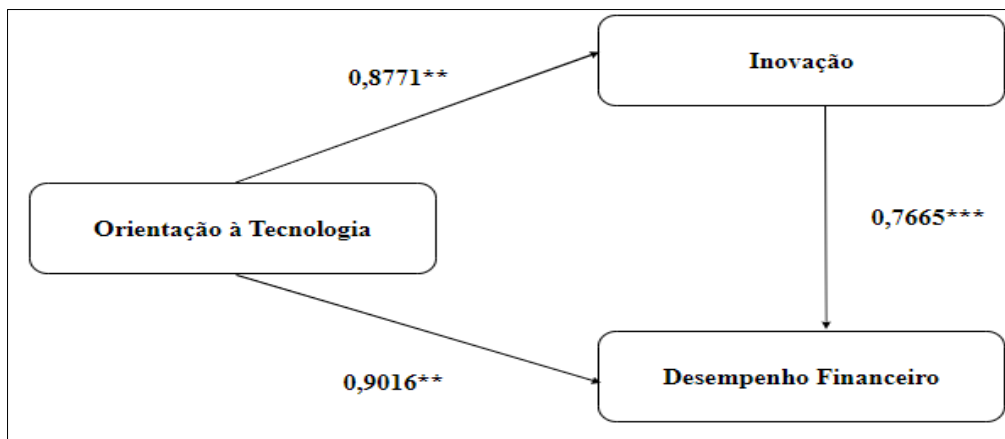 Inovação
0,8771**
Orientação à Tecnologia
0,7665***
0,9016**
Desempenho Financeiro